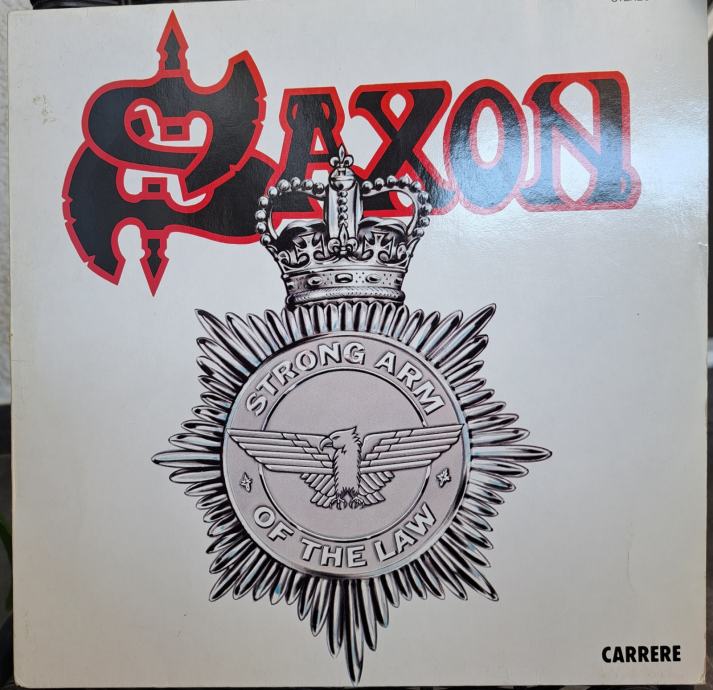 SAXON
STRONG ARM
OF THE LAW
CARRERE